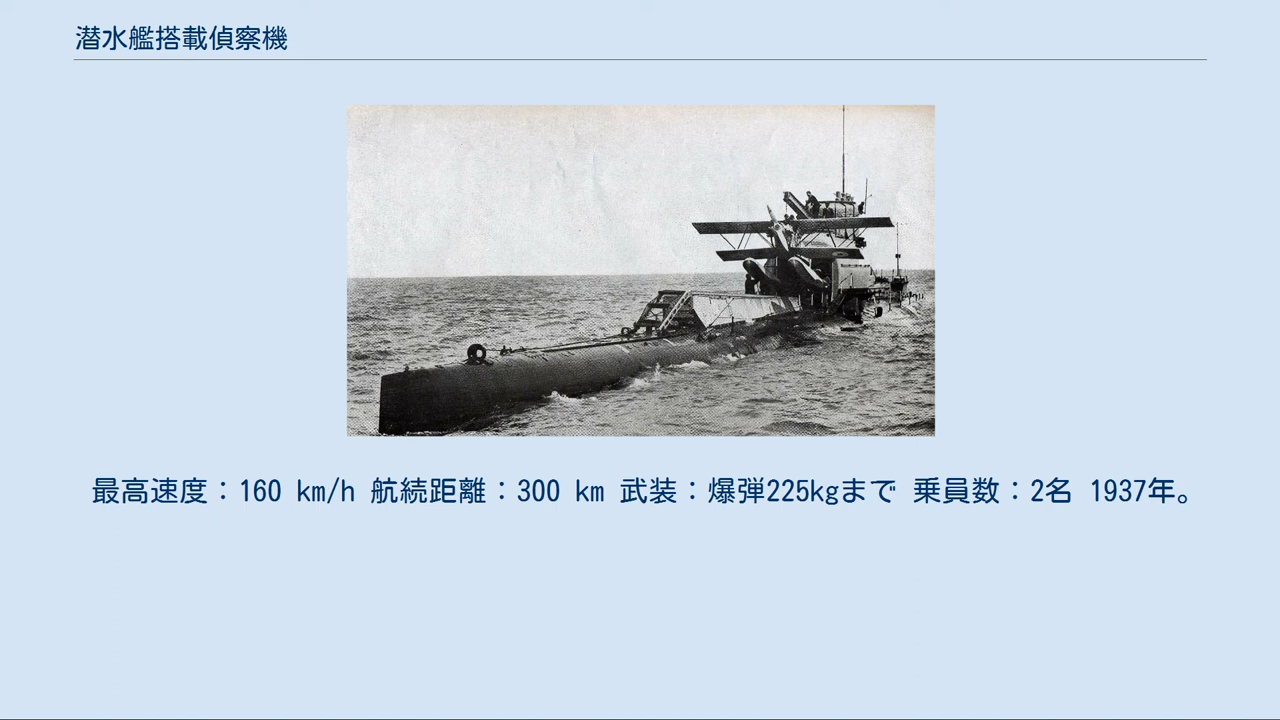 潜水艦搭載偵察機
最高速度：160 km/h 航続距離：300 km 武装：爆弾225kgまで 乗員数：2名 1937年。